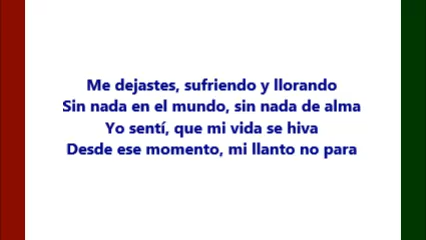 Me dejastes, sufriendo y llorando
Sin nada en el mundo, sin nada de alma
Yo sentí, que mi vida se hiva
Desde ese momento, mi llanto no para